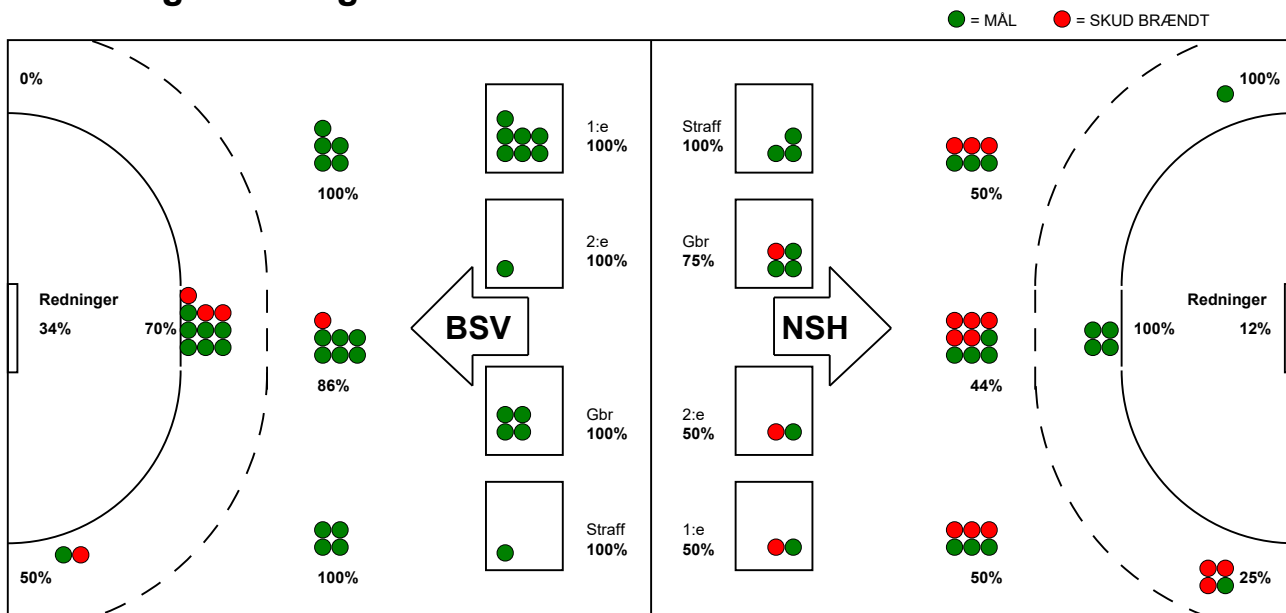 = MÅL
= SKUD BRÆNDT
0%
100%
1:e
100%
Straff
100%
50%
100%
2:e
100%
Gbr
75%
Redninger
34%
70%
86%
BSV
NSH
44%
100%
Redninger
12%
Gbr
100%
2:e
50%
50%
100%
Straff
100%
1:e
50%
50%
25%